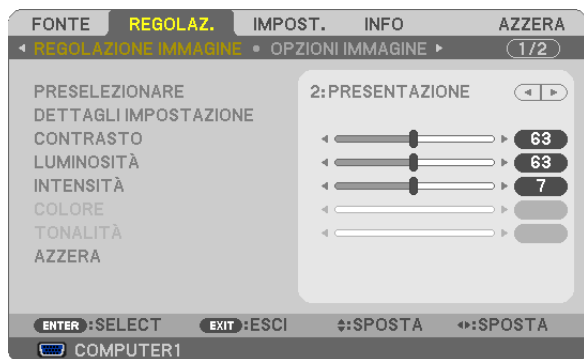 FONTE REGOLAZ. IMPOST. INFO AZZERA
REGOLAZIONE IMMAGINE • OPZIONI IMMAGINE 1/2
PRESELEZIONARE 2:PRESENTAZIONE
DETTAGLI IMPOSTAZIONE
CONTRASTO 63
LUMINOSITÀ 63
INTENSITÀ 7
COLORE
TONALITÀ
AZZERA
ENTER :SELECT EXIT :ESCI :SPOSTA :SPOSTA
COMPUTER1